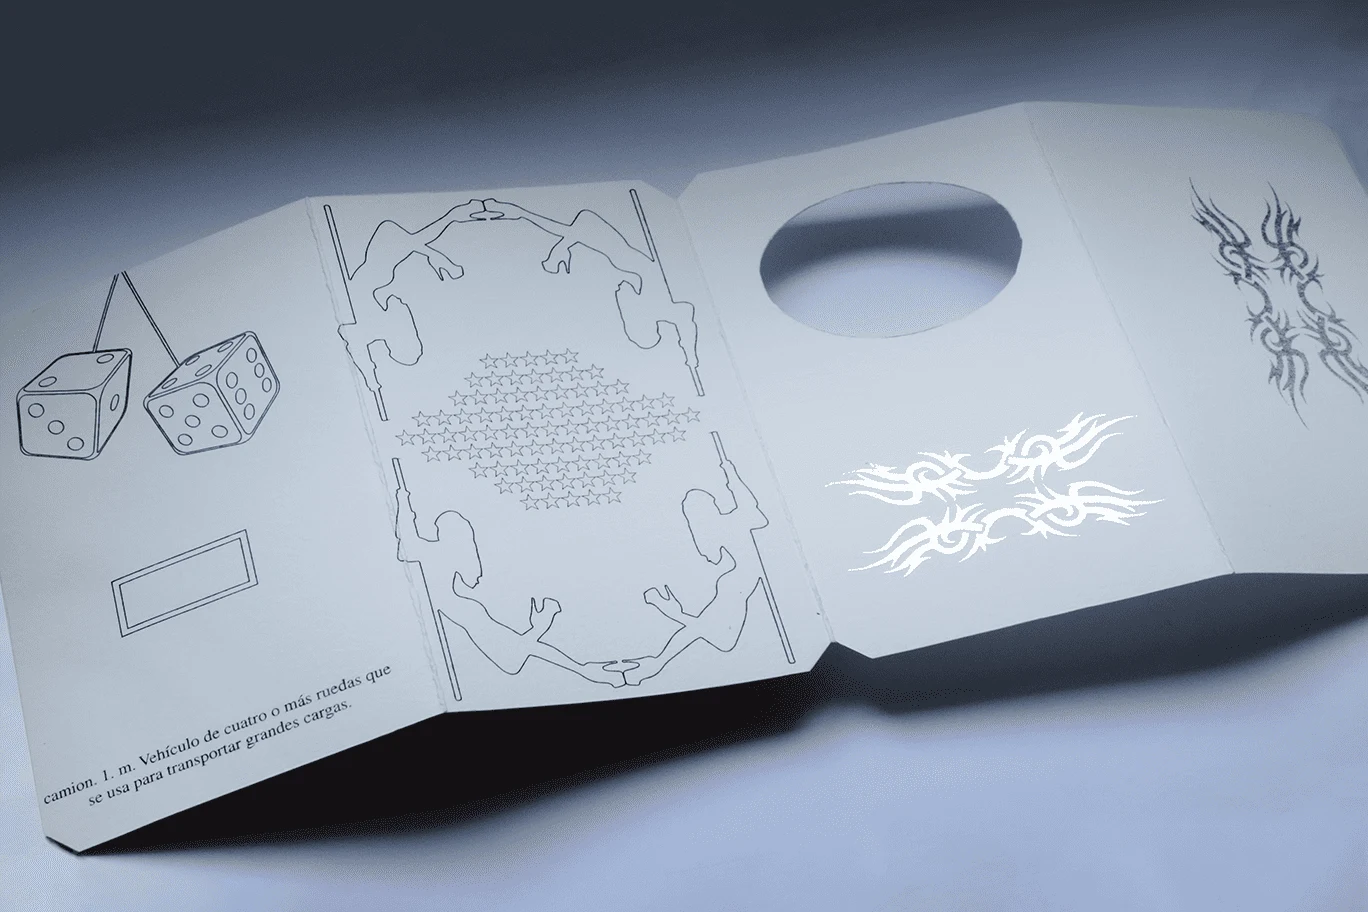 camion. 1. m. Vehículo de cuatro o más ruedas que
se usa para transportar grandes cargas.